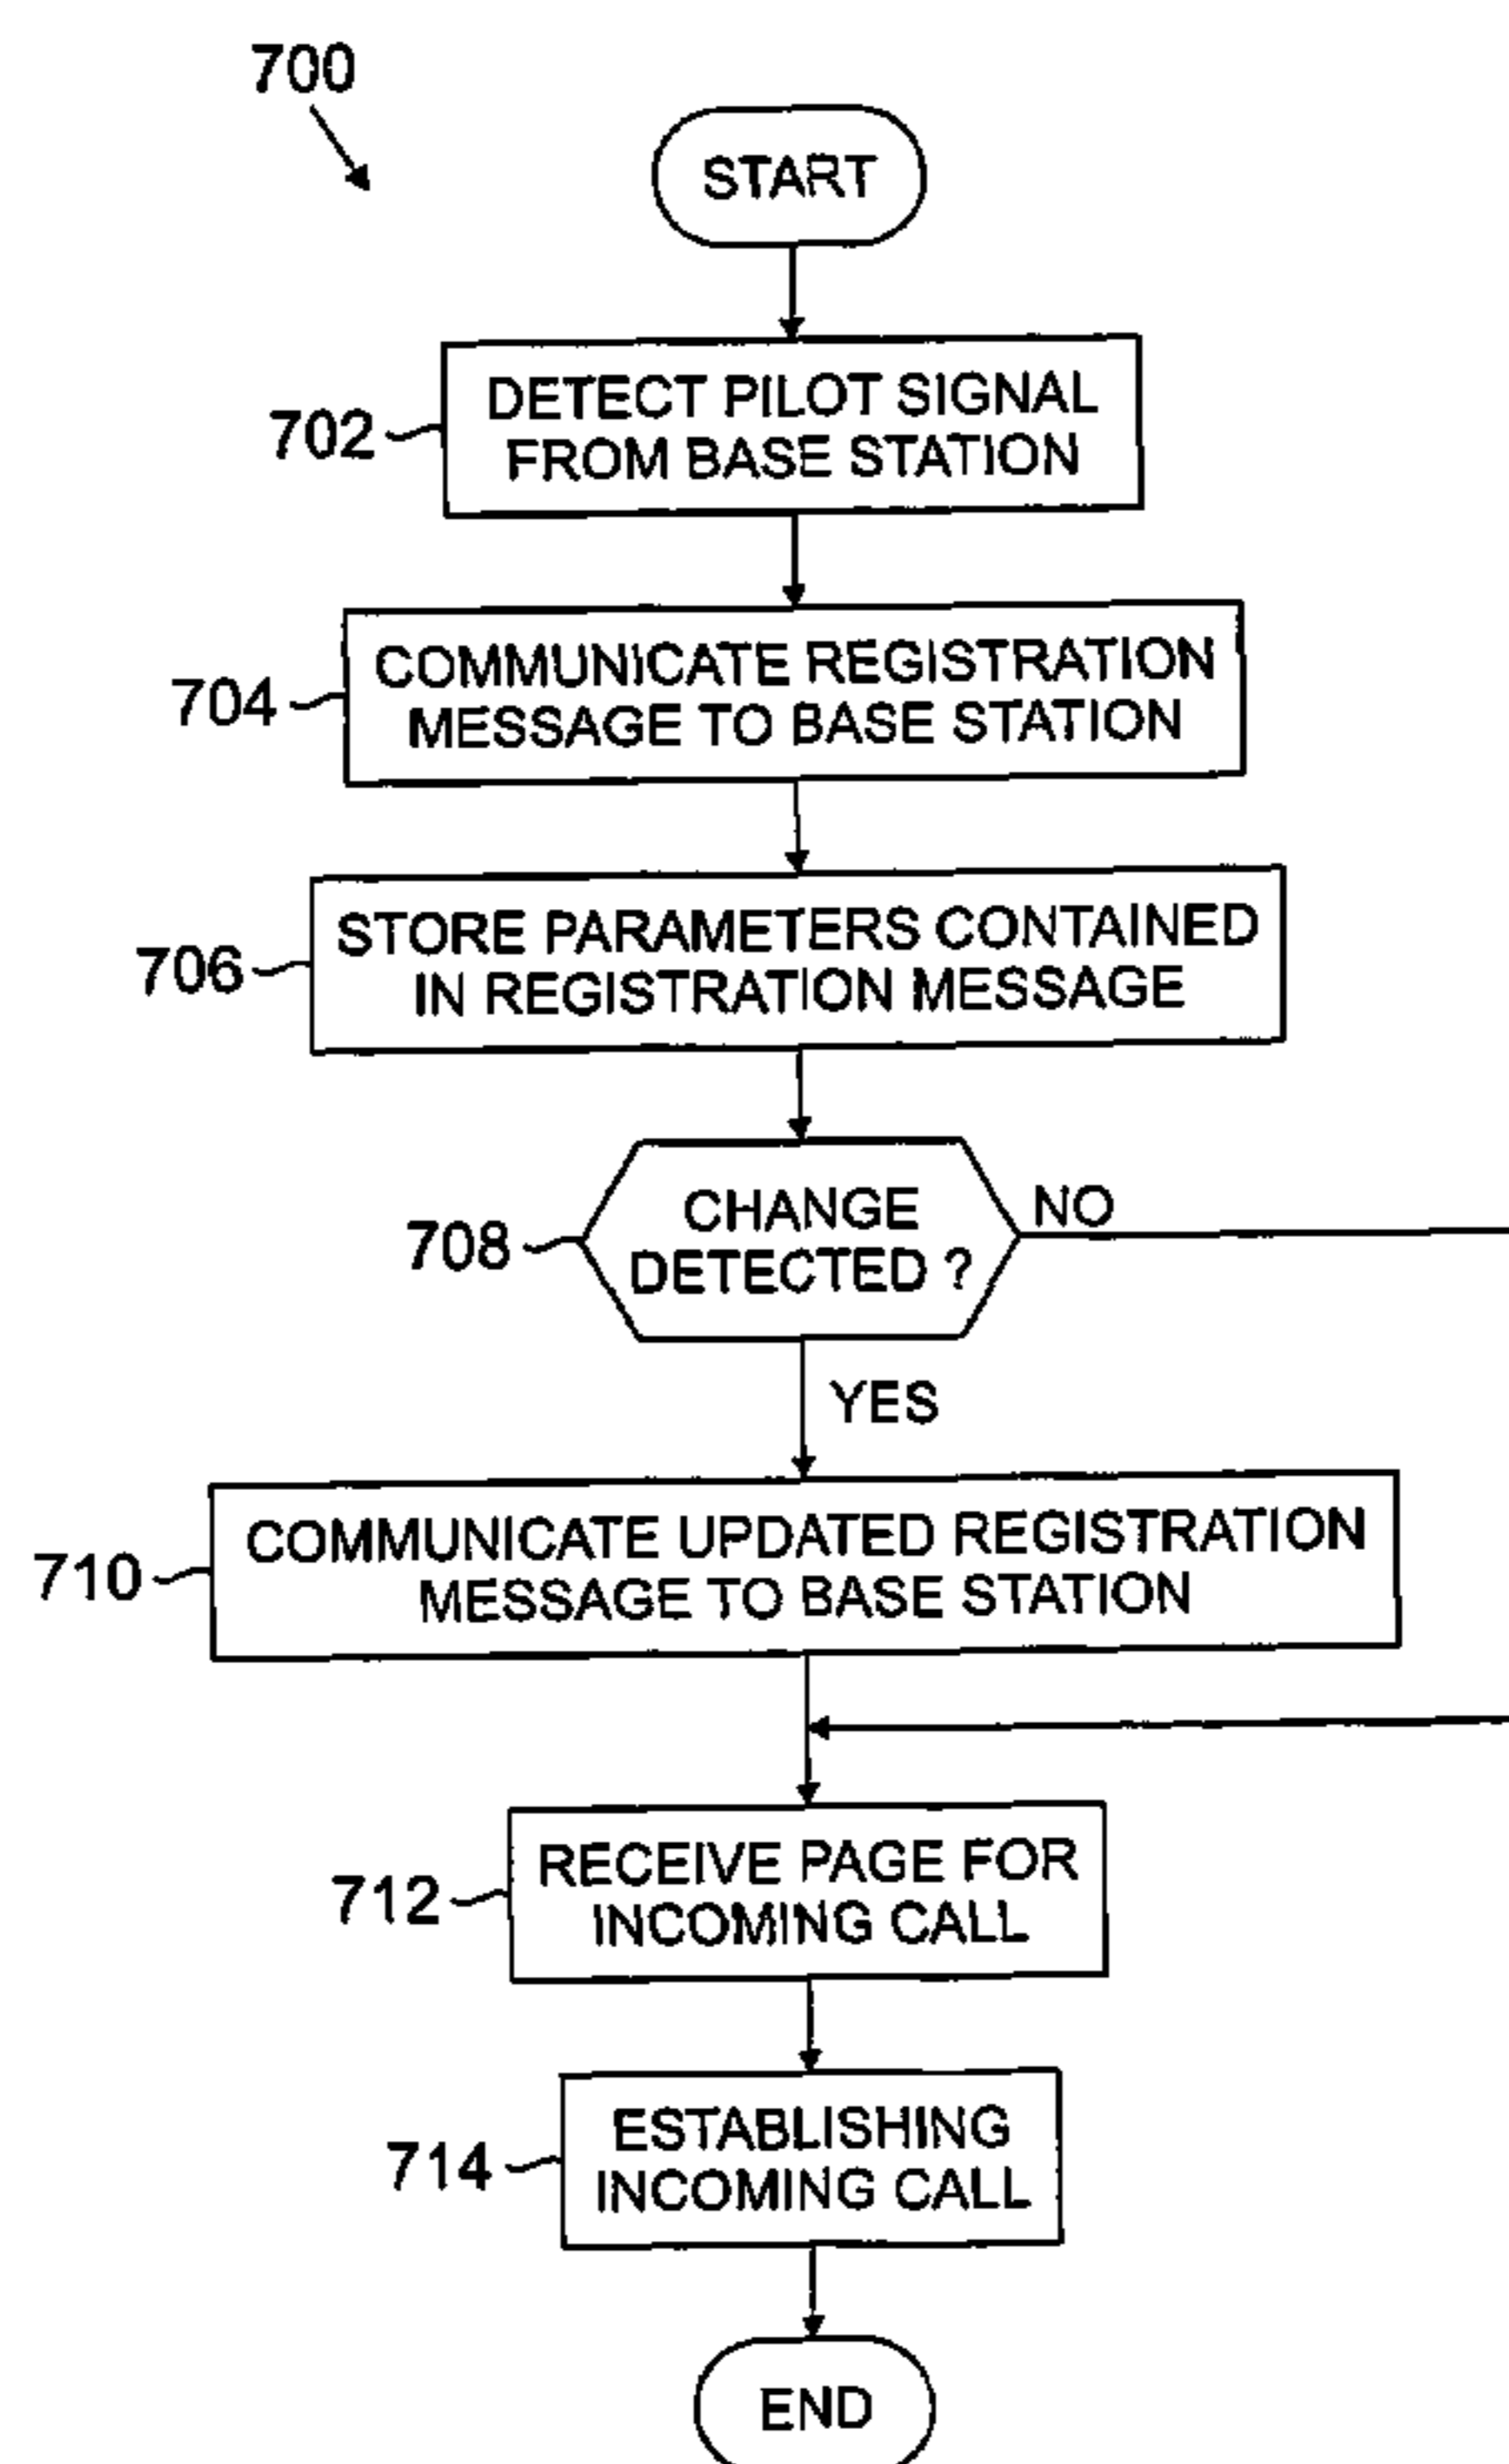 700
START
702
DETECT PILOT SIGNAL
FROM BASE STATION
704
COMMUNICATE REGISTRATION
MESSAGE TO BASE STATION
706
STORE PARAMETERS CONTAINED
IN REGISTRATION MESSAGE
708
CHANGE
DETECTED ?
NO
YES
710
COMMUNICATE UPDATED REGISTRATION
MESSAGE TO BASE STATION
712
RECEIVE PAGE FOR
INCOMING CALL
714
ESTABLISHING
INCOMING CALL
END